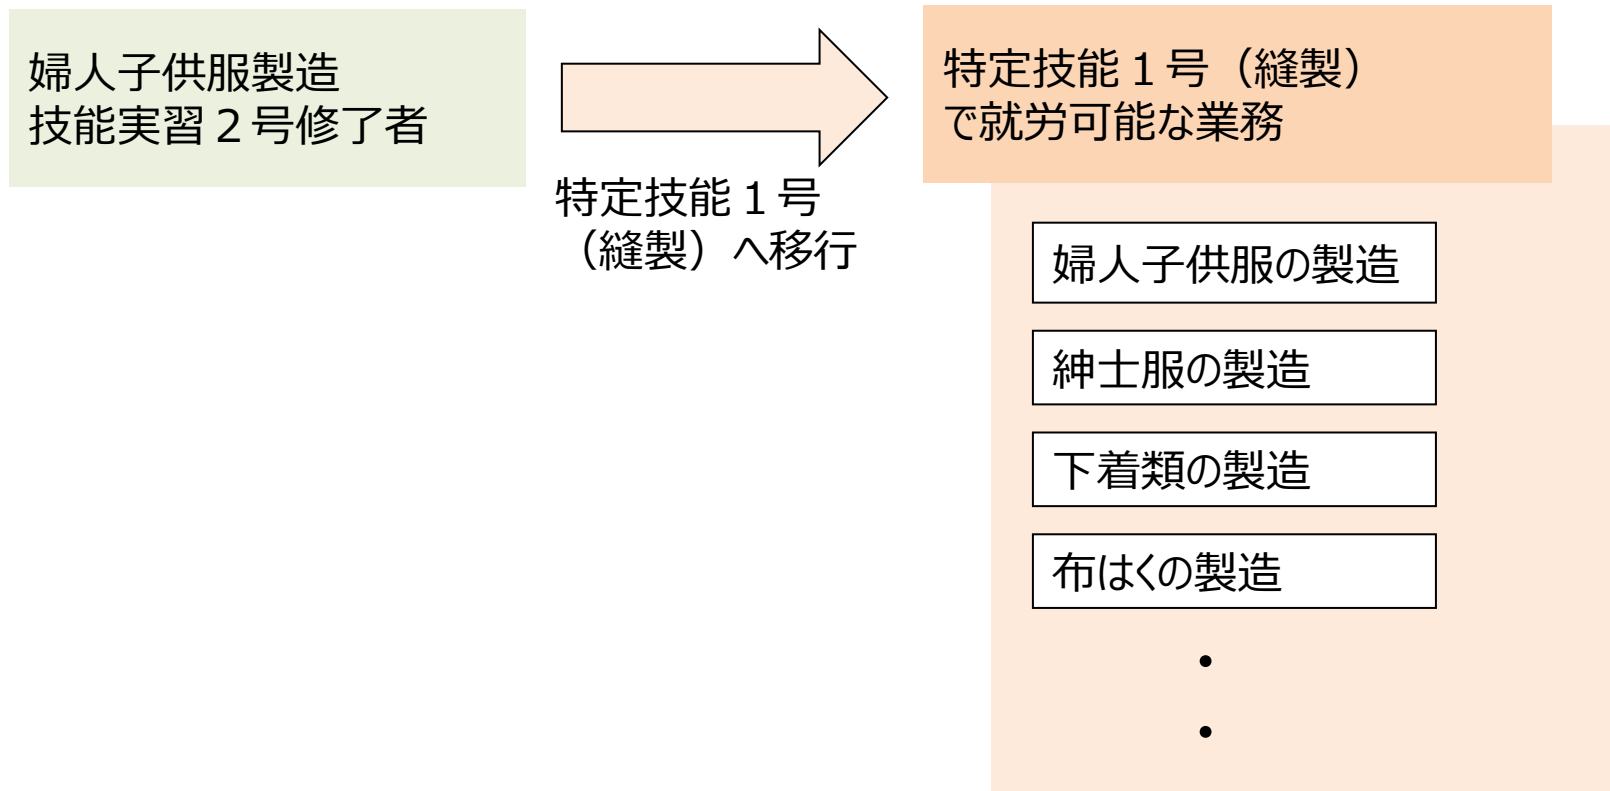 婦人子供服製造
技能実習２号修了者
特定技能１号
（縫製）へ移行
特定技能１号（縫製）
で就労可能な業務
婦人子供服の製造
紳士服の製造
下着類の製造
布はくの製造
・
・